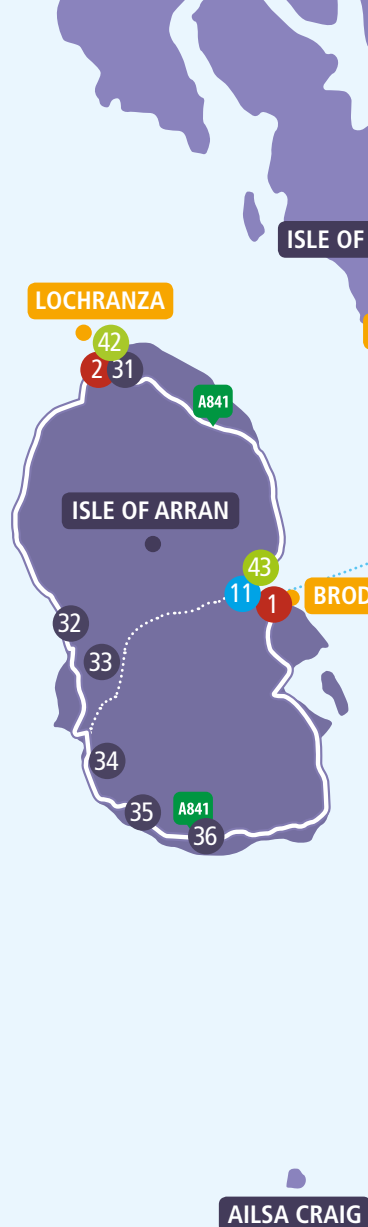 ISLE OF
LOCHRANZA
42
2 31
A841
ISLE OF ARRAN
43
11 1
BROD
32
33
34
35
A841
36
AILSA CRAIG